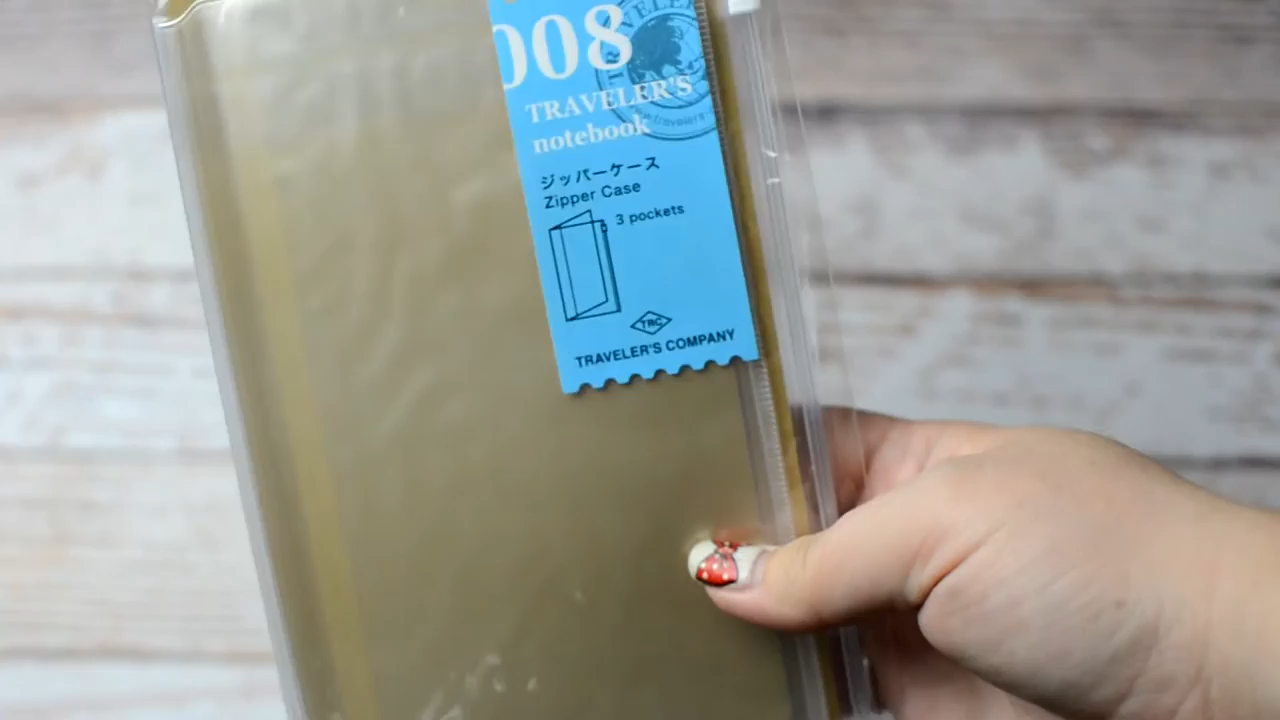 008
TRAVELER'S
notebook
ジッパーケース
Zipper Case
3 pockets
TRC
TRAVELER'S COMPANY